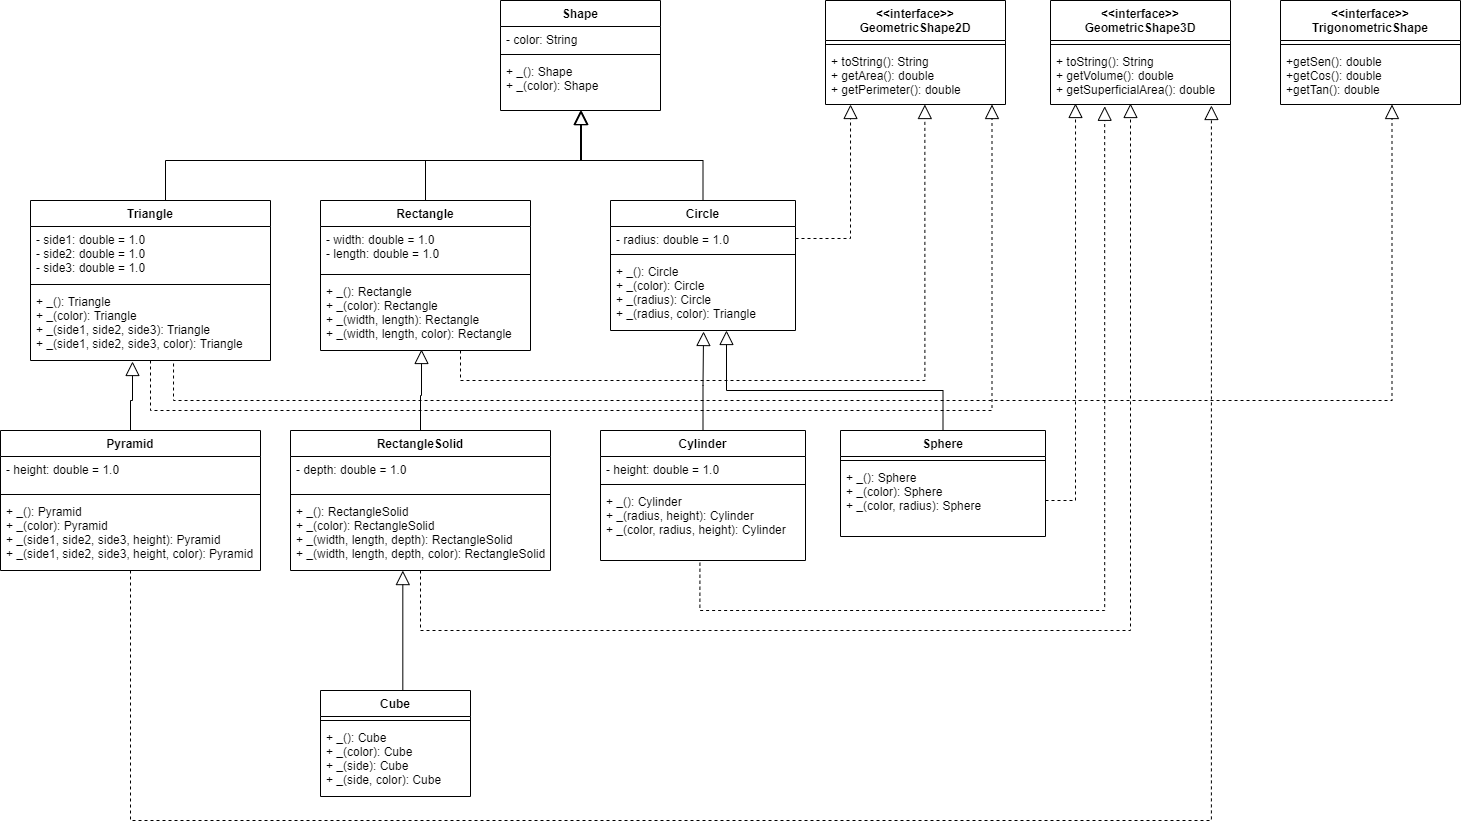 Shape
- color: String
+ _(): Shape
+ _(color): Shape
<<interface>>
GeometricShape2D
+ toString(): String
+ getArea(): double
+ getPerimeter(): double
<<interface>>
GeometricShape3D
+ toString(): String
+ getVolume(): double
+ getSuperficialArea(): double
<<interface>>
TrigonometricShape
+getSen(): double
+getCos(): double
+getTan(): double
Triangle
- side1: double = 1.0
- side2: double = 1.0
- side3: double = 1.0
+ _(): Triangle
+ _(color): Triangle
+ _(side1, side2, side3): Triangle
+ _(side1, side2, side3, color): Triangle
Rectangle
- width: double = 1.0
- length: double = 1.0
+ _(): Rectangle
+ _(color): Rectangle
+ _(width, length): Rectangle
+ _(width, length, color): Rectangle
Circle
- radius: double = 1.0
+ _(): Circle
+ _(color): Circle
+ _(radius): Circle
+ _(radius, color): Triangle
Pyramid
- height: double = 1.0
+ _(): Pyramid
+ _(color): Pyramid
+ _(side1, side2, side3, height): Pyramid
+ _(side1, side2, side3, height, color): Pyramid
RectangleSolid
- depth: double = 1.0
+ _(): RectangleSolid
+ _(color): RectangleSolid
+ _(width, length, depth): RectangleSolid
+ _(width, length, depth, color): RectangleSolid
Cylinder
- height: double = 1.0
+ _(): Cylinder
+ _(radius, height): Cylinder
+ _(color, radius, height): Cylinder
Sphere
+ _(): Sphere
+ _(color): Sphere
+ _(color, radius): Sphere
Cube
+ _(): Cube
+ _(color): Cube
+ _(side): Cube
+ _(side, color): Cube